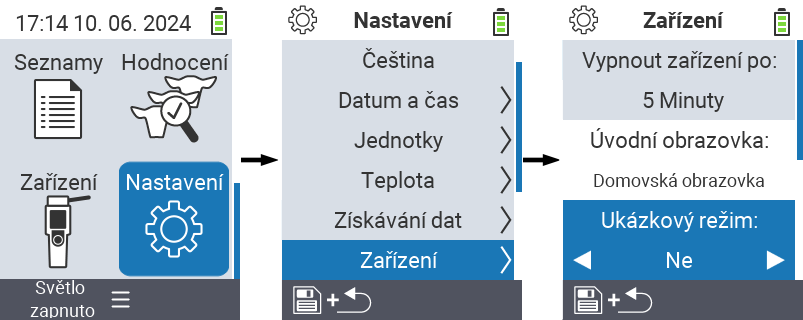 17:14 10. 06. 2024
Seznamy Hodnocení
Zařízení Nastavení
Světlo
zapnuto
Nastavení
Čeština
Datum a čas
Jednotky
Teplota
Získávání dat
Zařízení
+
Zařízení
Vypnout zařízení po:
5 Minuty
Úvodní obrazovka:
Domovská obrazovka
Ukázkový režim:
Ne
+